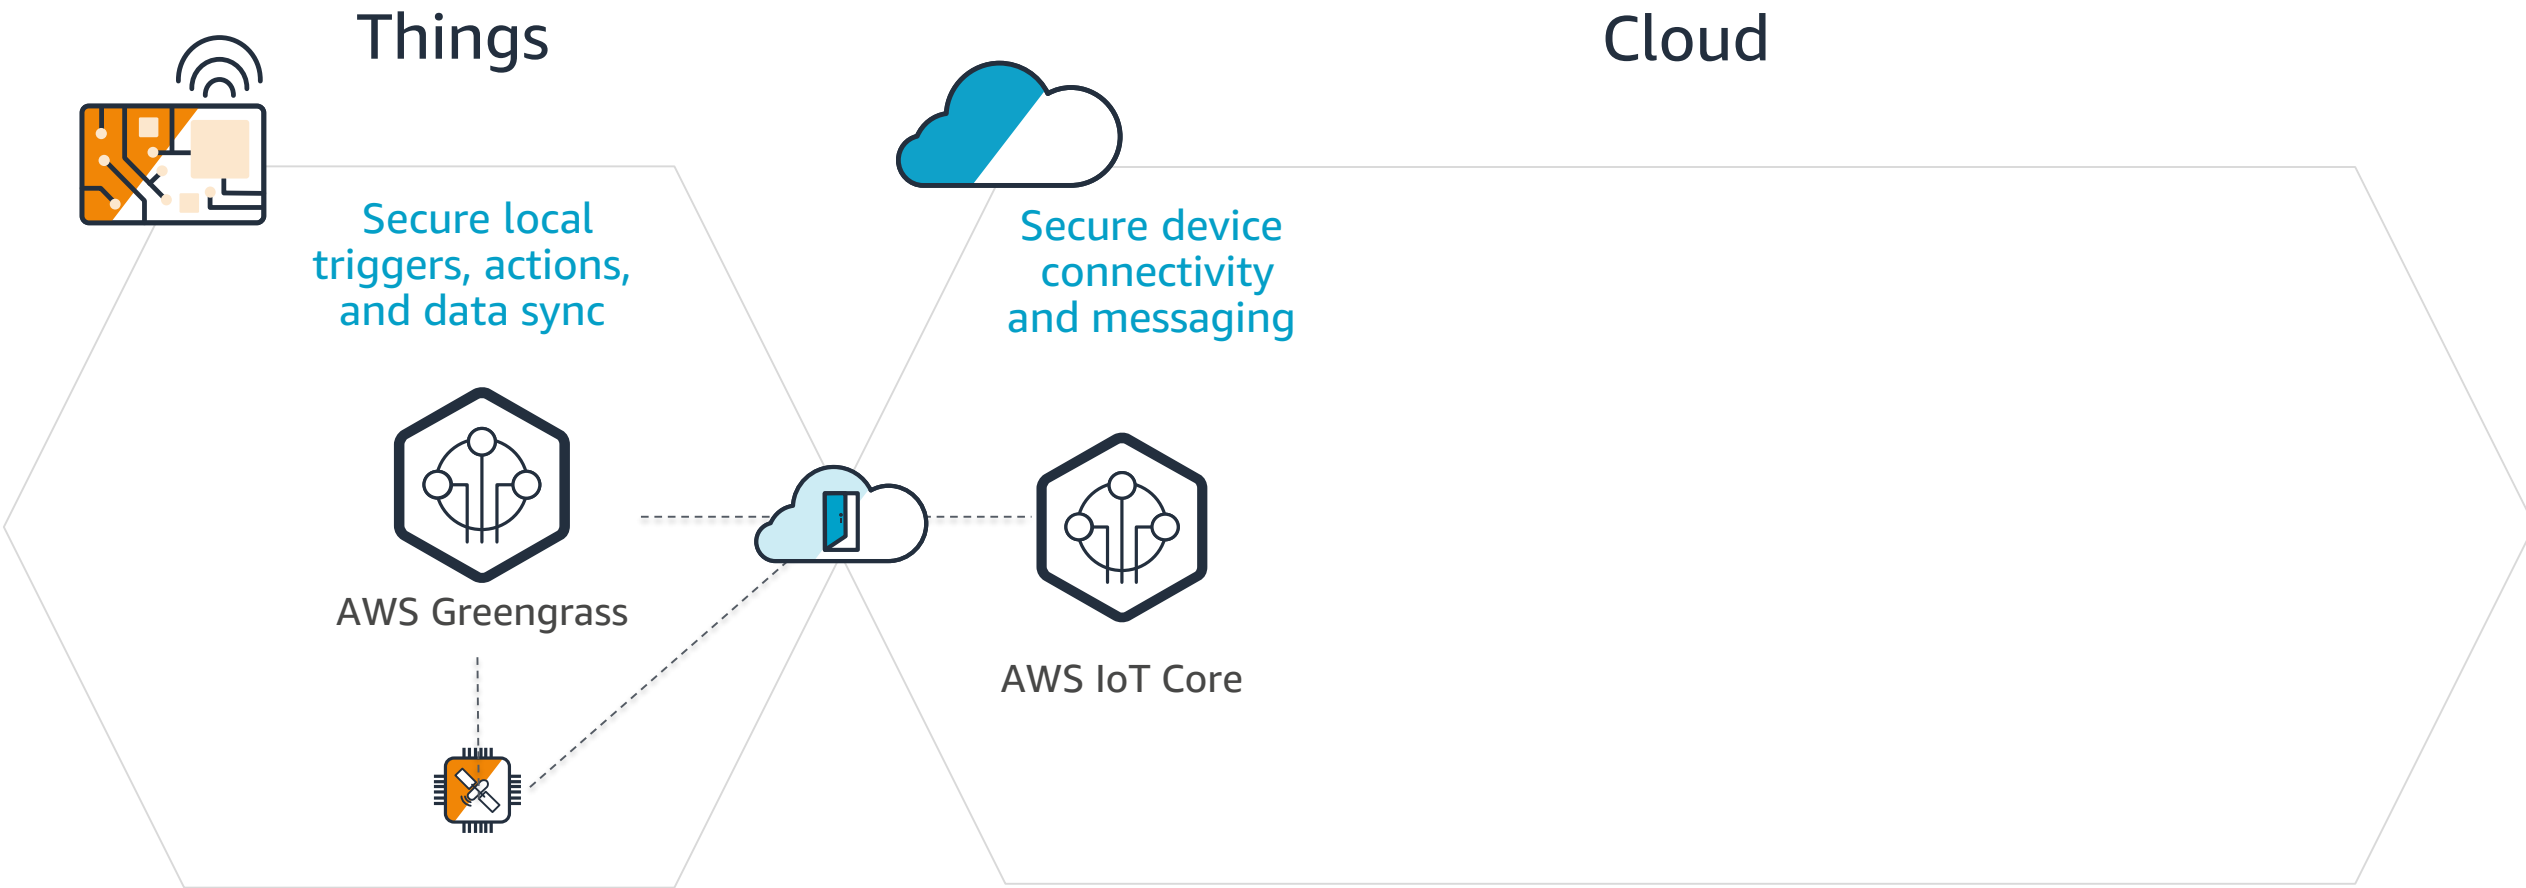 Things
Cloud
Secure local
triggers, actions,
and data sync
Secure device
connectivity
and messaging
AWS Greengrass
AWS IoT Core